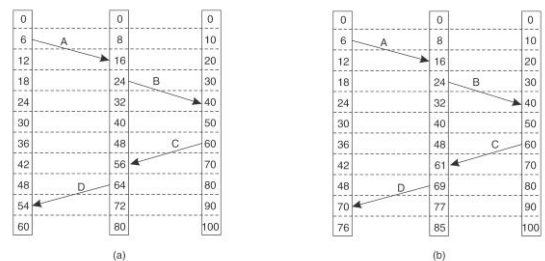 0 0 0 0 0 0
6 A 8 10 6 A 8 10
12 16 20 12 16 20
18 24 B 30 18 24 B 30
24 32 40 24 32 40
30 40 50 30 40 50
36 48 C 60 36 48 C 60
42 56 70 42 61 70
48 D 64 80 48 D 69 80
54 72 90 70 77 90
60 80 100 76 85 100
(a) (b)